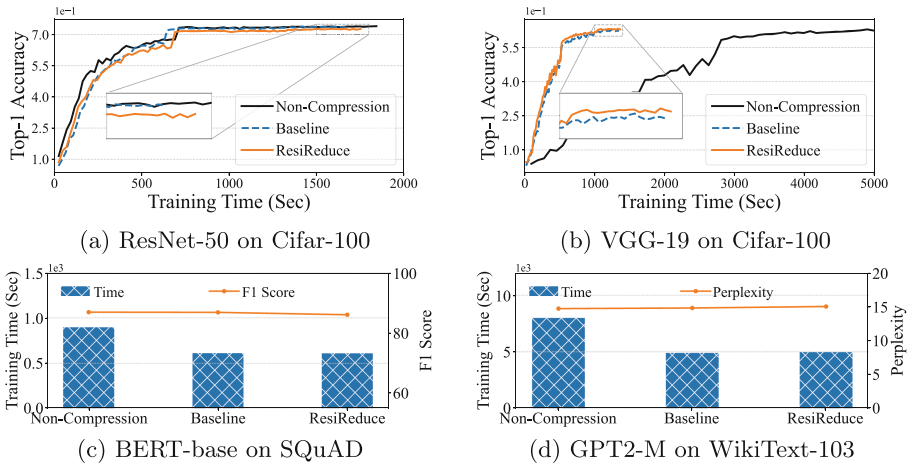 1e−1
7.0
5.5
4.0
2.5
1.0
Top-1 Accuracy
Non-Compression
Baseline
ResiReduce
0 500 1000 1500 2000
Training Time (Sec)
(a) ResNet-50 on Cifar-100
1e−1
5.5
4.0
2.5
1.0
Top-1 Accuracy
Non-Compression
Baseline
ResiReduce
0 1000 2000 3000 4000 5000
Training Time (Sec)
(b) VGG-19 on Cifar-100
1e3
1.5
1.0
0.5
0.0
Training Time (Sec)
Time
F1 Score
100
80
60
F1 Score
Non-Compression Baseline ResiReduce
(c) BERT-base on SQuAD
1e3
10
5
0
Training Time (Sec)
Time
Perplexity
20
15
10
5
0
Perplexity
Non-Compression Baseline ResiReduce
(d) GPT2-M on WikiText-103